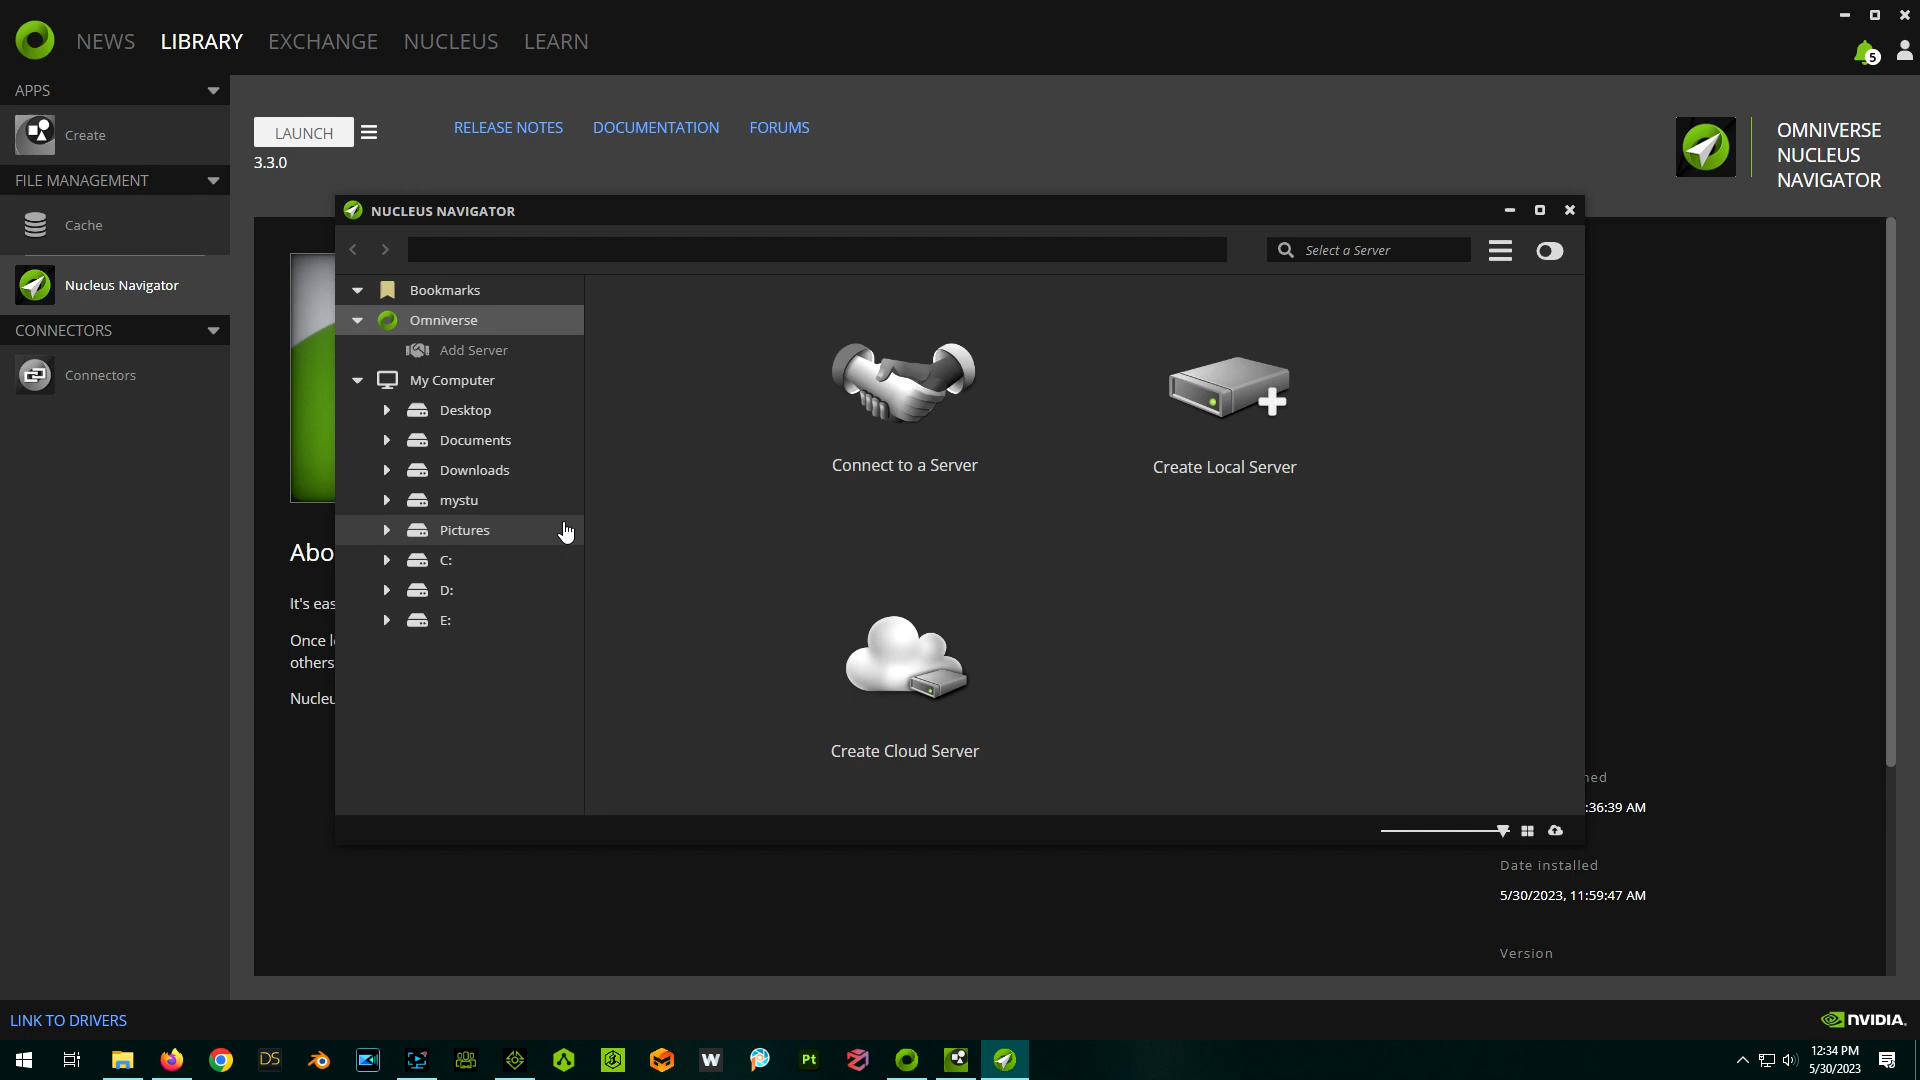 NEWS LIBRARY EXCHANGE NUCLEUS LEARN
5
APPS
Create
FILE MANAGEMENT
Cache
Nucleus Navigator
CONNECTORS
Connectors
LAUNCH
3.3.0
RELEASE NOTES DOCUMENTATION FORUMS
OMNIVERSE
NUCLEUS
NAVIGATOR
NUCLEUS NAVIGATOR
Select a Server
Bookmarks
Omniverse
Add Server
My Computer
Desktop
Documents
Downloads
mystu
Pictures
C:
D:
E:
Connect to a Server
Create Local Server
Create Cloud Server
Abo
It's eas
Once l
others
Nucleu
:36:39 AM
Date installed
5/30/2023, 11:59:47 AM
Version
LINK TO DRIVERS
NVIDIA.
DS
W
Pt
12:34 PM
5/30/2023